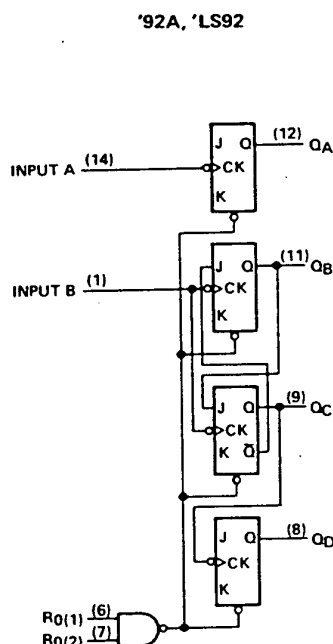 '92A, 'LS92
J Q (12) QA
INPUT A (14) CK
K
J Q (11) QB
INPUT B (1) CK
K
(9)
J Q QC
CK
K Q̅
J Q (8) QD
CK
K
R0(1) (6)
R0(2) (7)